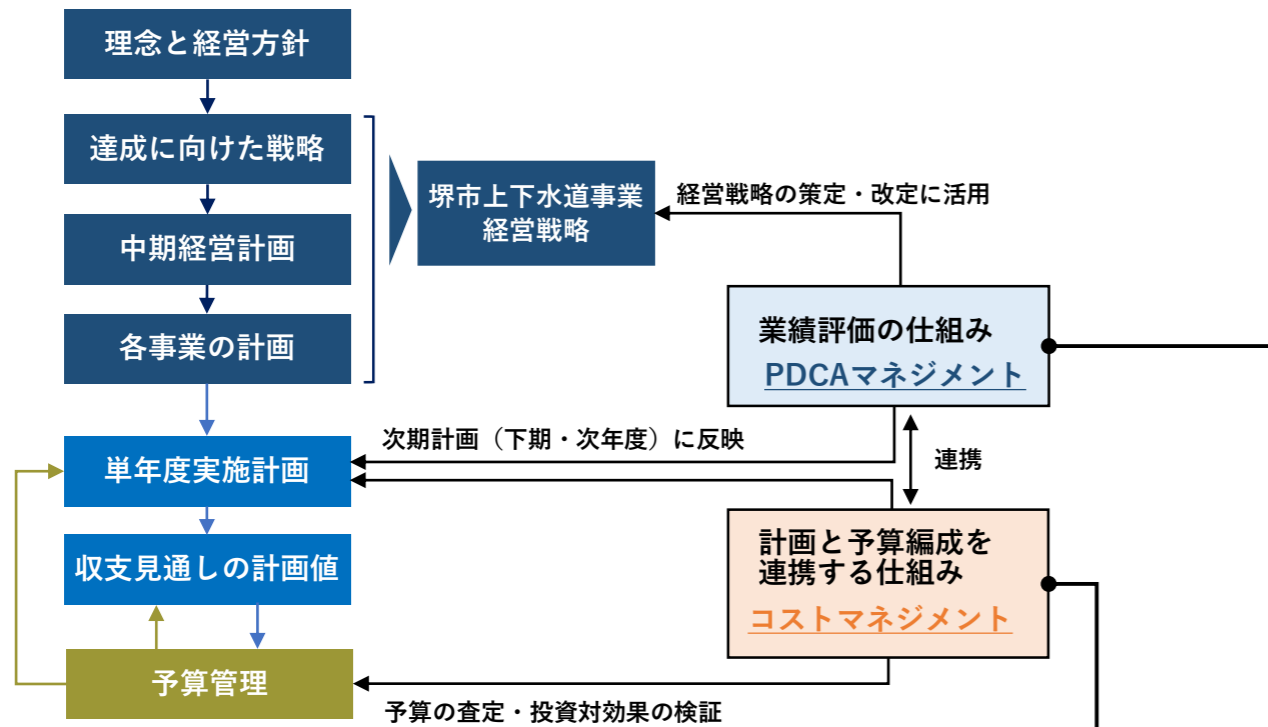 理念と経営方針
達成に向けた戦略
中期経営計画
各事業の計画
堺市上下水道事業
経営戦略
経営戦略の策定・改定に活用
業績評価の仕組み
PDCAマネジメント
次期計画（下期・次年度）に反映
連携
単年度実施計画
収支見通しの計画値
計画と予算編成を
連携する仕組み
コストマネジメント
予算管理
予算の査定・投資対効果の検証